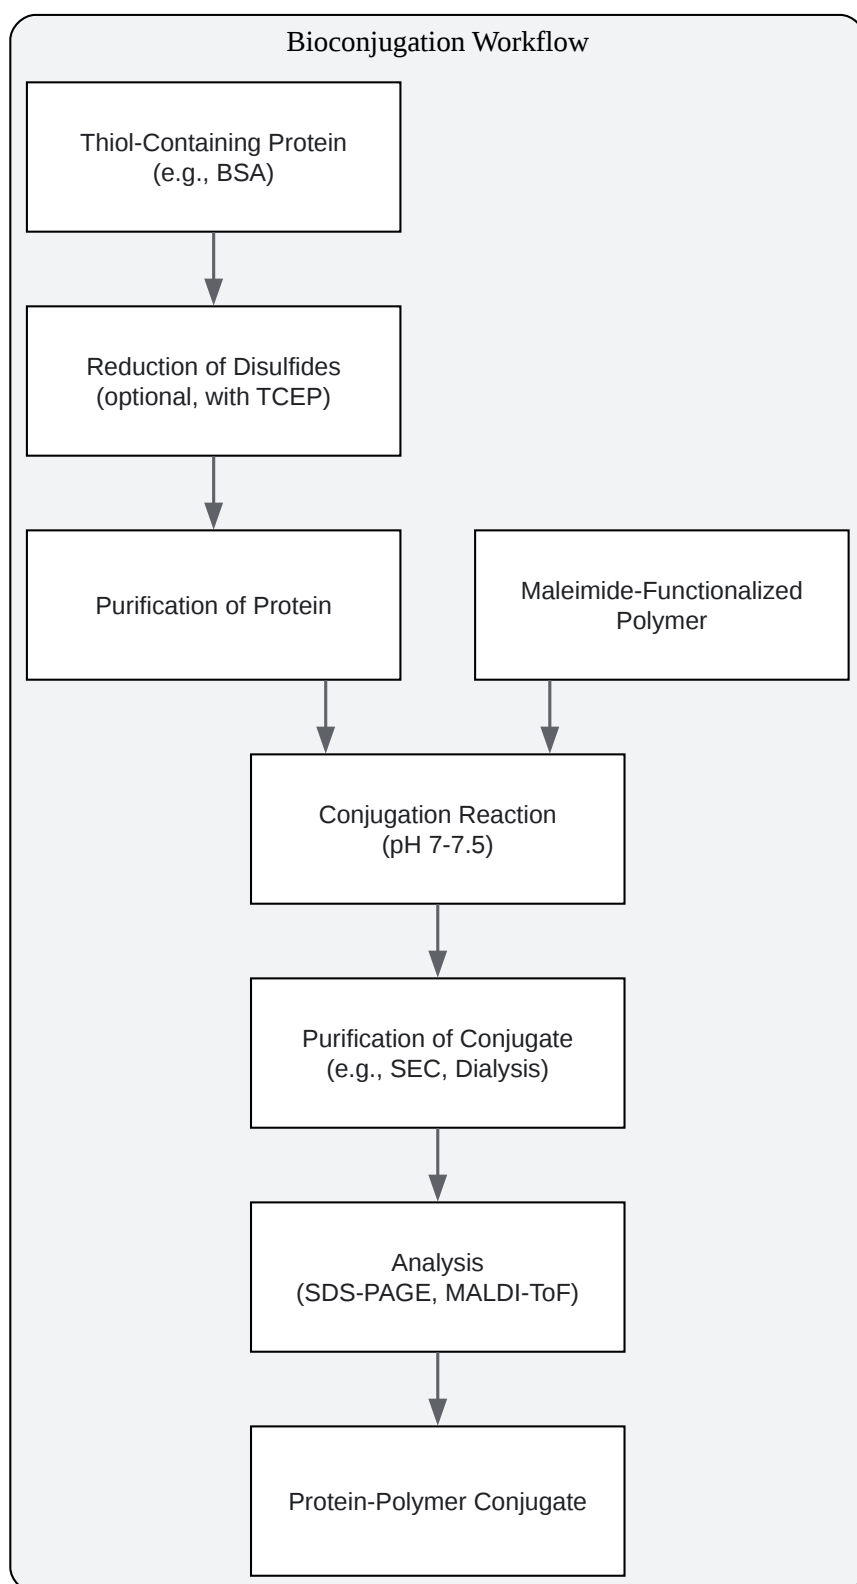 Bioconjugation Workflow
Thiol-Containing Protein
(e.g., BSA)
Reduction of Disulfides
(optional, with TCEP)
Purification of Protein
Maleimide-Functionalized
Polymer
Conjugation Reaction
(pH 7-7.5)
Purification of Conjugate
(e.g., SEC, Dialysis)
Analysis
(SDS-PAGE, MALDI-ToF)
Protein-Polymer Conjugate